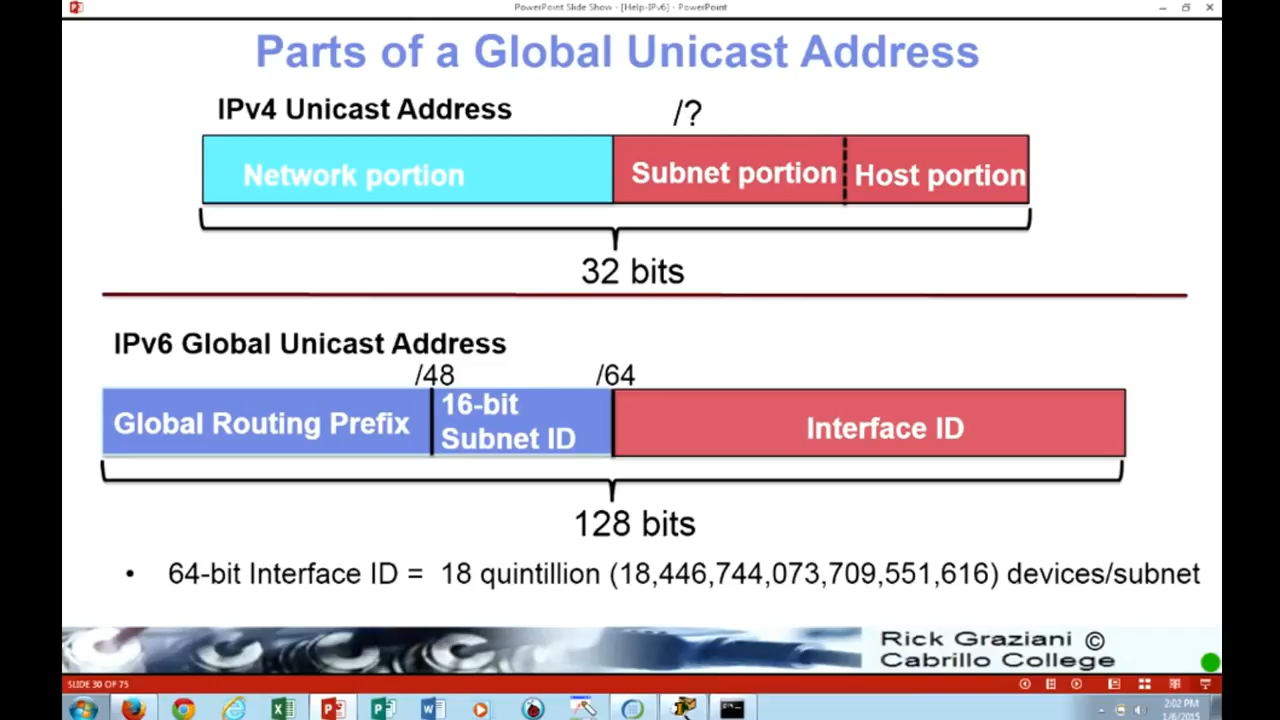 PowerPoint Slide Show - [Help-IPv6] - PowerPoint
Parts of a Global Unicast Address
IPv4 Unicast Address
/?
Network portion
Subnet portion
Host portion
32 bits
IPv6 Global Unicast Address
/48
/64
Global Routing Prefix
16-bit
Subnet ID
Interface ID
128 bits
• 64-bit Interface ID = 18 quintillion (18,446,744,073,709,551,616) devices/subnet
Rick Graziani ©
Cabrillo College
SLIDE 30 OF 75
2:02 PM
1/6/2015